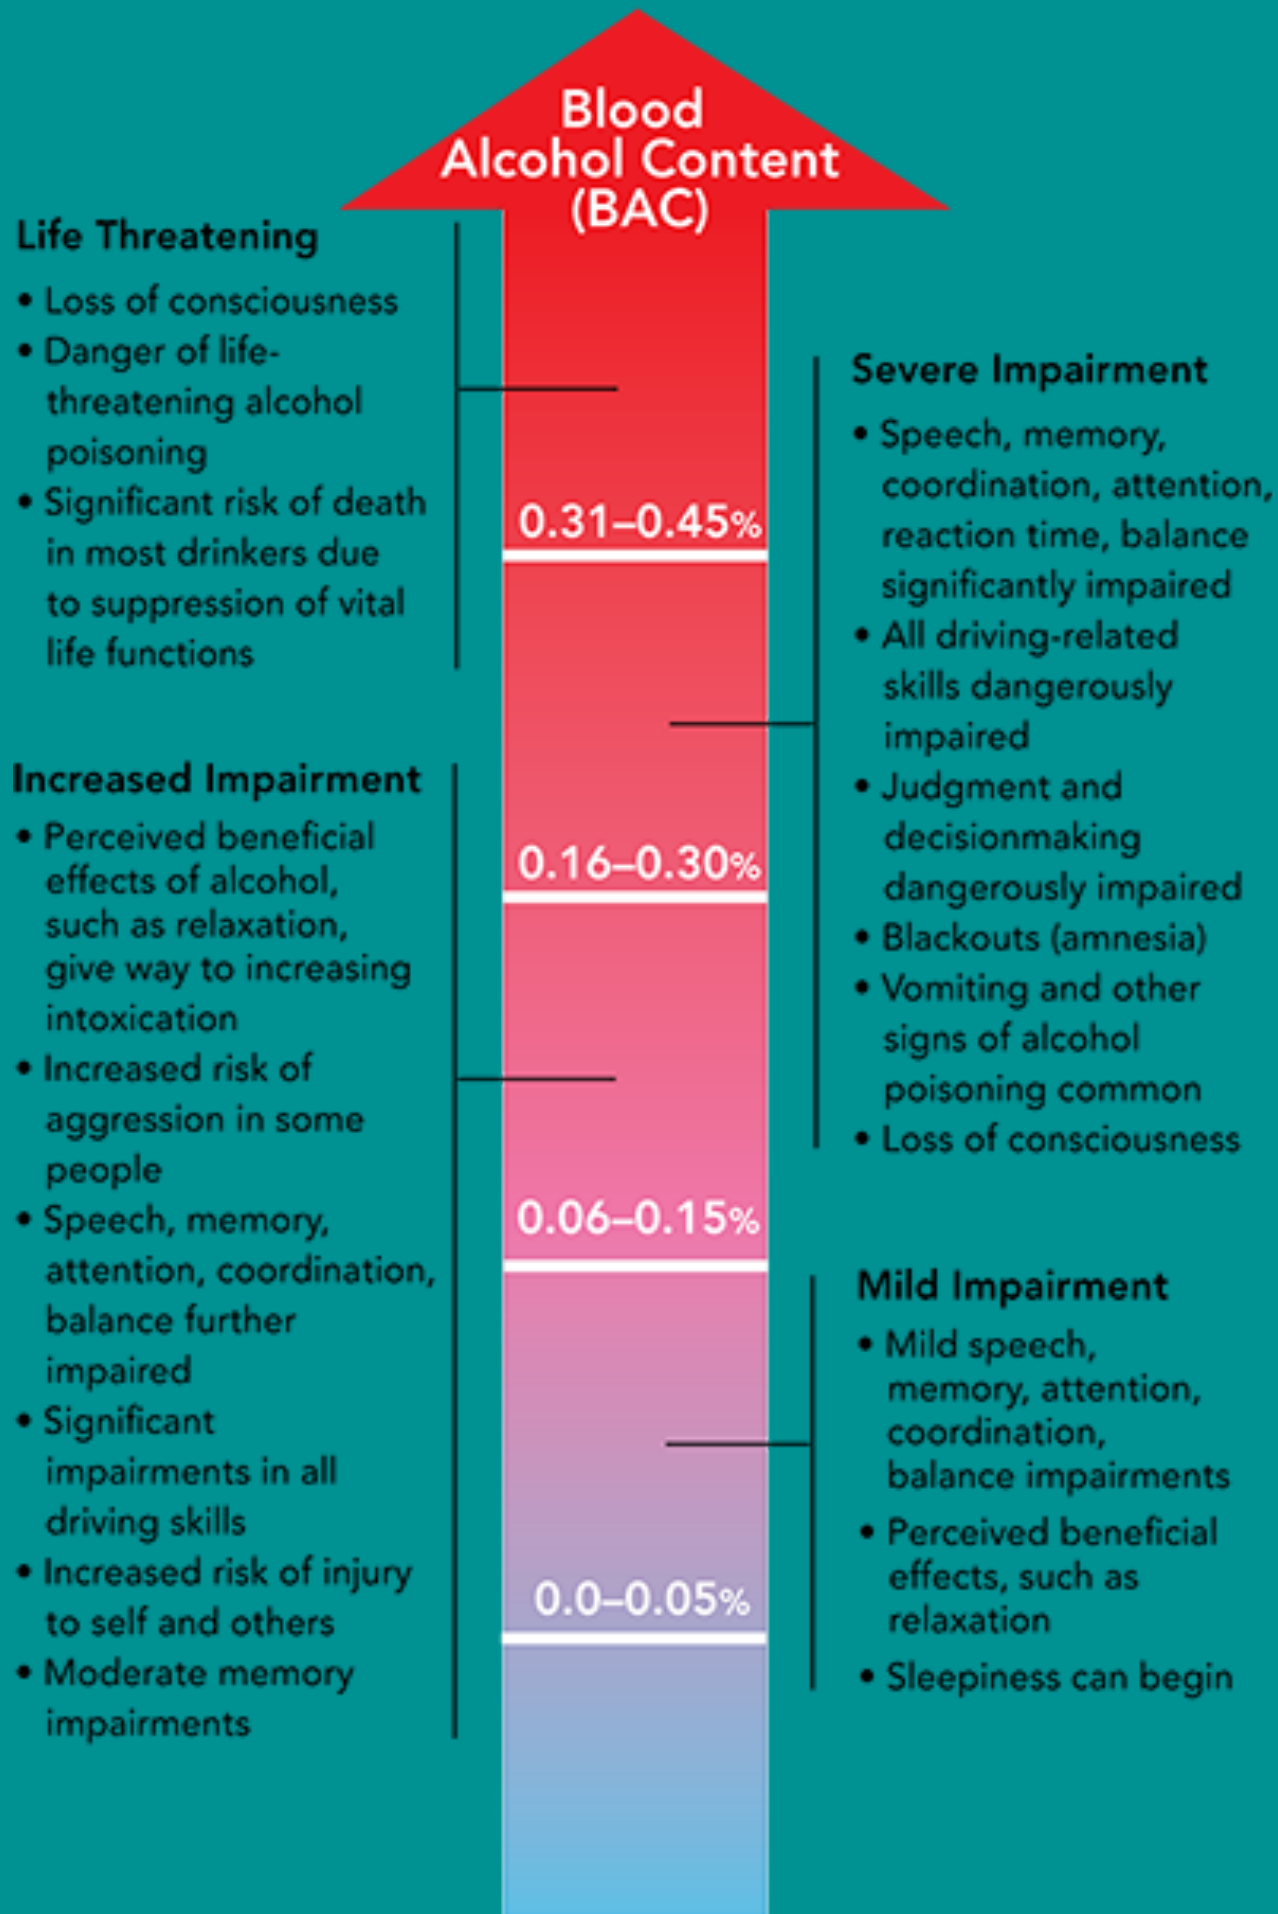 Blood
Alcohol Content
(BAC)
Life Threatening
• Loss of consciousness
• Danger of life-
threatening alcohol
poisoning
• Significant risk of death
in most drinkers due
to suppression of vital
life functions
0.31–0.45%
Severe Impairment
• Speech, memory,
coordination, attention,
reaction time, balance
significantly impaired
• All driving-related
skills dangerously
impaired
• Judgment and
decisionmaking
dangerously impaired
• Blackouts (amnesia)
• Vomiting and other
signs of alcohol
poisoning common
• Loss of consciousness
0.16–0.30%
Increased Impairment
• Perceived beneficial
effects of alcohol,
such as relaxation,
give way to increasing
intoxication
• Increased risk of
aggression in some
people
• Speech, memory,
attention, coordination,
balance further
impaired
• Significant
impairments in all
driving skills
• Increased risk of injury
to self and others
• Moderate memory
impairments
0.06–0.15%
Mild Impairment
• Mild speech,
memory, attention,
coordination,
balance impairments
• Perceived beneficial
effects, such as
relaxation
• Sleepiness can begin
0.0–0.05%